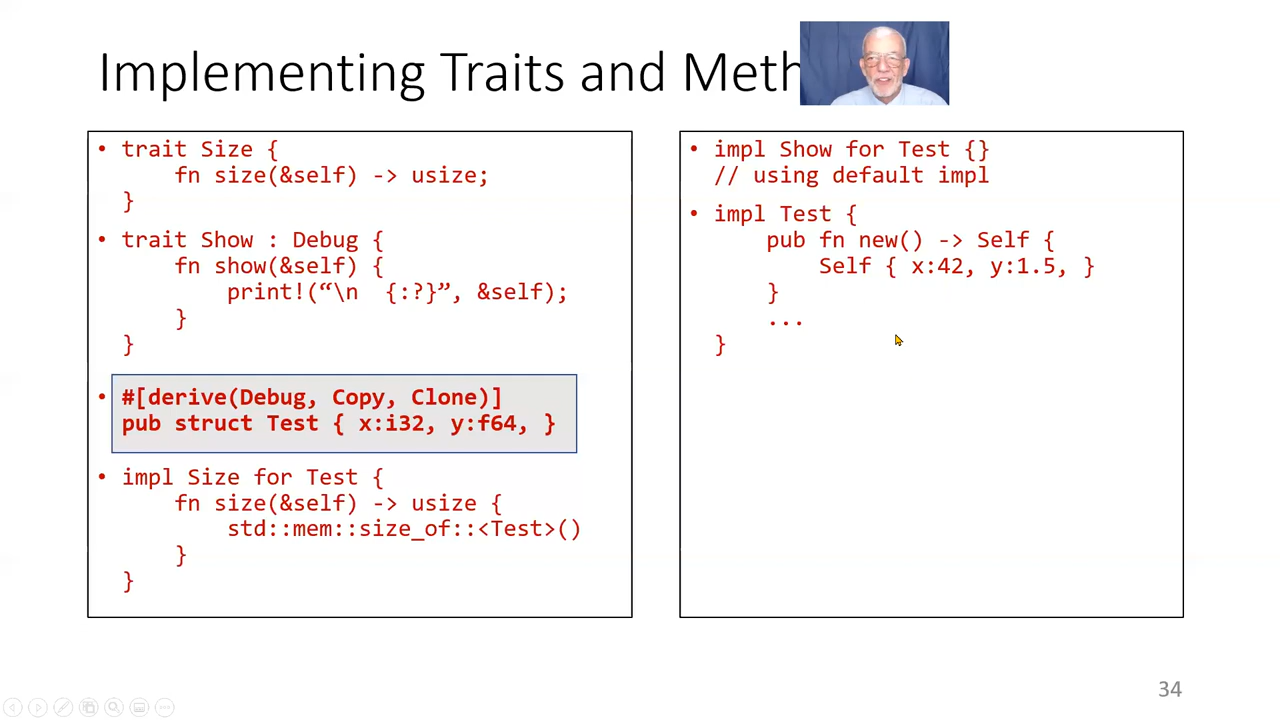 Implementing Traits and Meth
• trait Size {
fn size(&self) -> usize;
}
• trait Show : Debug {
fn show(&self) {
print!(“\n  {:?}”, &self);
}
}
• #[derive(Debug, Copy, Clone)]
pub struct Test { x:i32, y:f64, }
• impl Size for Test {
fn size(&self) -> usize {
std::mem::size_of::<Test>()
}
}
• impl Show for Test {}
// using default impl
• impl Test {
pub fn new() -> Self {
Self { x:42, y:1.5, }
}
...
}
34